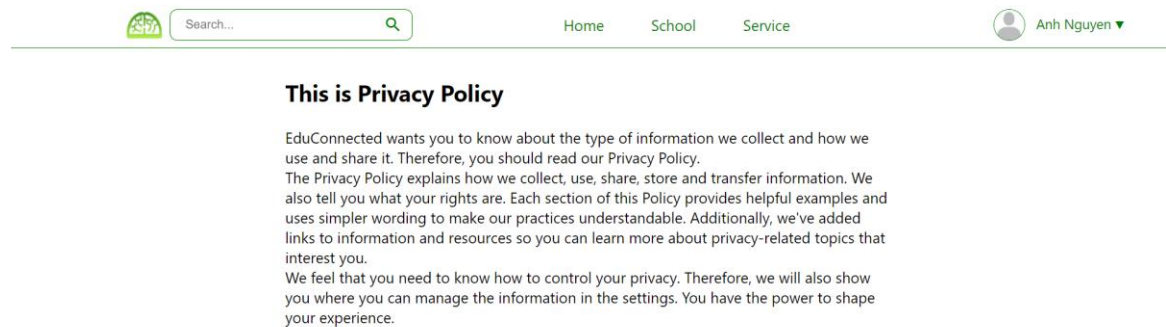 Search...
Home
School
Service
Anh Nguyen ▼
This is Privacy Policy
EduConnected wants you to know about the type of information we collect and how we
use and share it. Therefore, you should read our Privacy Policy.
The Privacy Policy explains how we collect, use, share, store and transfer information. We
also tell you what your rights are. Each section of this Policy provides helpful examples and
uses simpler wording to make our practices understandable. Additionally, we've added
links to information and resources so you can learn more about privacy-related topics that
interest you.
We feel that you need to know how to control your privacy. Therefore, we will also show
you where you can manage the information in the settings. You have the power to shape
your experience.